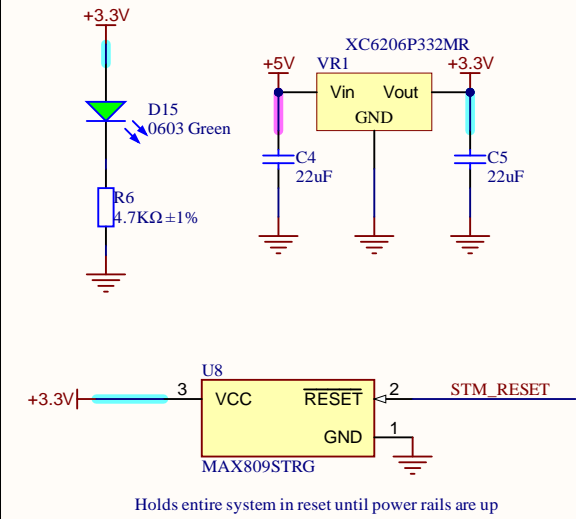 +3.3V
D15
0603 Green
R6
4.7KΩ ±1%
XC6206P332MR
VR1
+5V
+3.3V
Vin
Vout
GND
C4
22uF
C5
22uF
U8
+3.3V
3
VCC
RESET
2
STM_RESET
GND
1
MAX809STRG
Holds entire system in reset until power rails are up